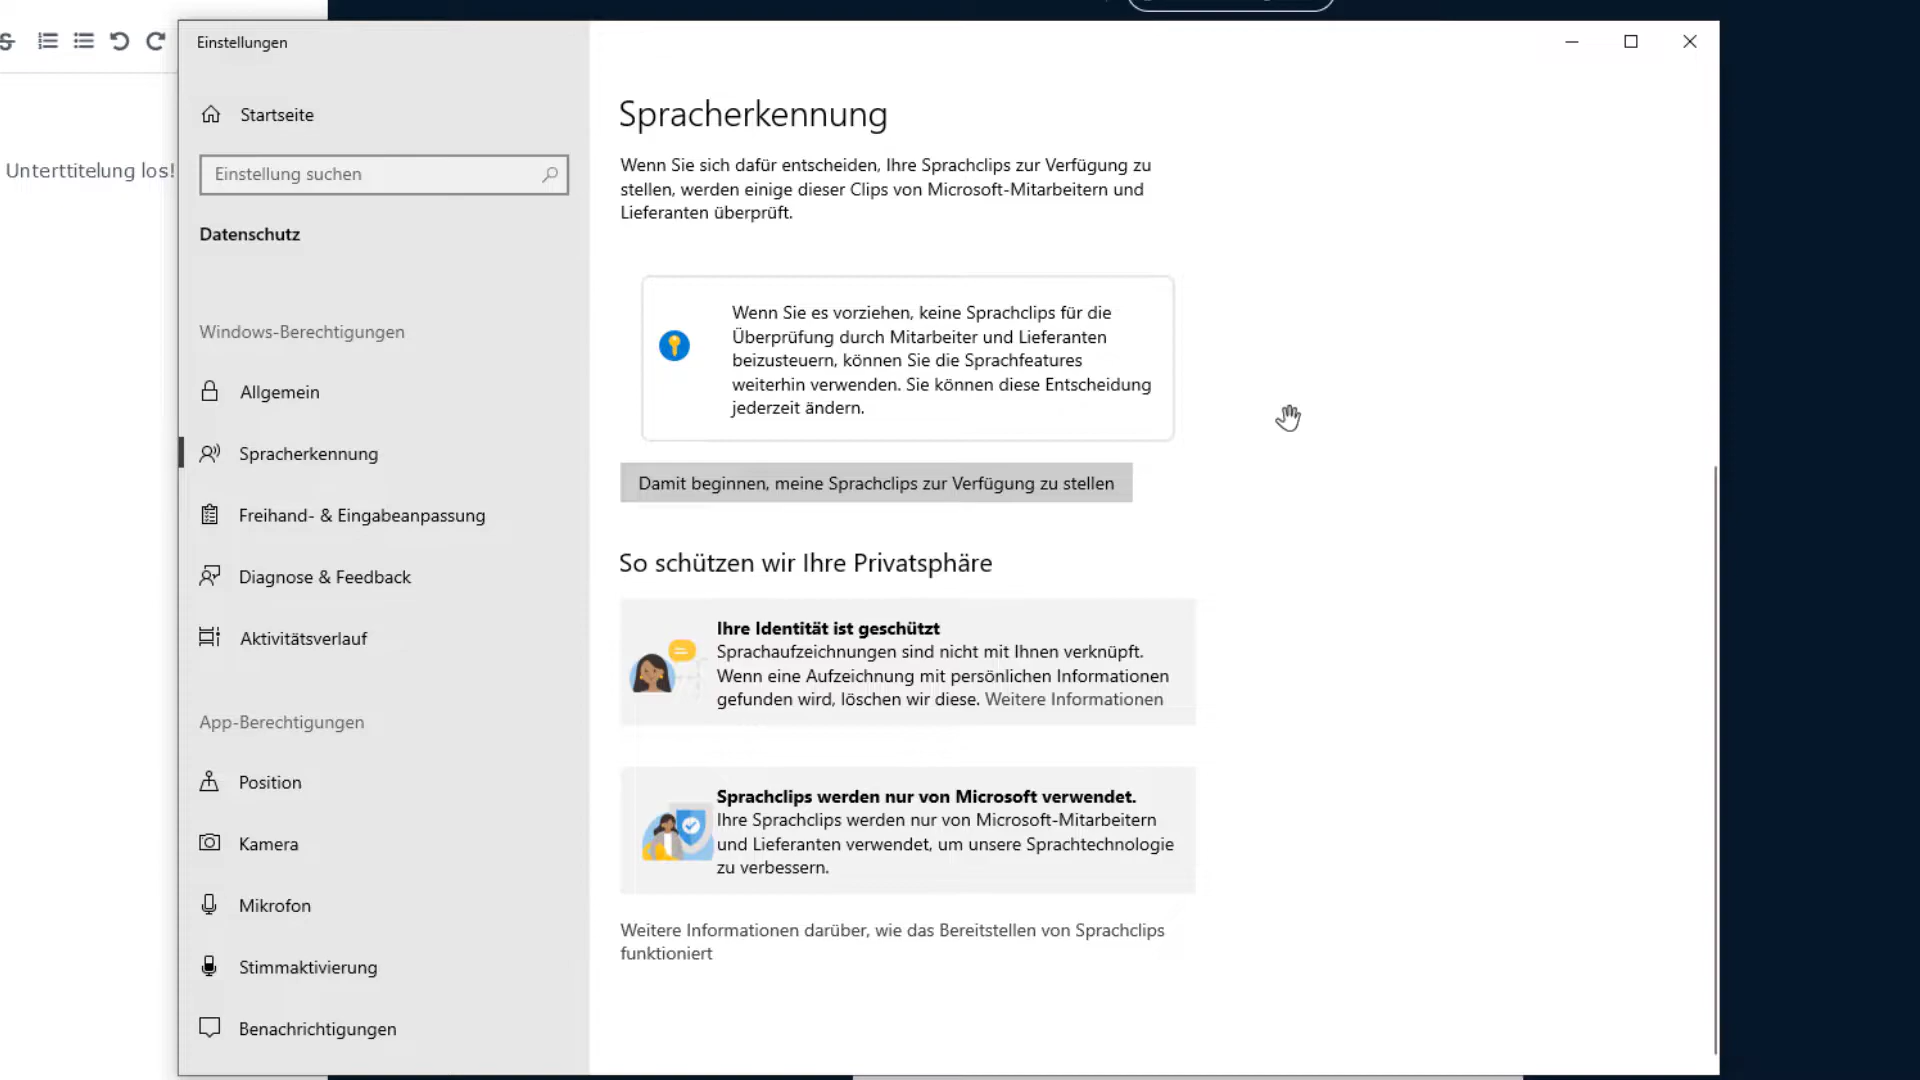 Einstellungen
Unterttitelung los!
Startseite
Einstellung suchen
Datenschutz
Windows-Berechtigungen
Allgemein
Spracherkennung
Freihand- & Eingabeanpassung
Diagnose & Feedback
Aktivitätsverlauf
App-Berechtigungen
Position
Kamera
Mikrofon
Stimmaktivierung
Benachrichtigungen
Spracherkennung
Wenn Sie sich dafür entscheiden, Ihre Sprachclips zur Verfügung zu
stellen, werden einige dieser Clips von Microsoft-Mitarbeitern und
Lieferanten überprüft.
Wenn Sie es vorziehen, keine Sprachclips für die
Überprüfung durch Mitarbeiter und Lieferanten
beizusteuern, können Sie die Sprachfeatures
weiterhin verwenden. Sie können diese Entscheidung
jederzeit ändern.
Damit beginnen, meine Sprachclips zur Verfügung zu stellen
So schützen wir Ihre Privatsphäre
Ihre Identität ist geschützt
Sprachaufzeichnungen sind nicht mit Ihnen verknüpft.
Wenn eine Aufzeichnung mit persönlichen Informationen
gefunden wird, löschen wir diese. Weitere Informationen
Sprachclips werden nur von Microsoft verwendet.
Ihre Sprachclips werden nur von Microsoft-Mitarbeitern
und Lieferanten verwendet, um unsere Sprachtechnologie
zu verbessern.
Weitere Informationen darüber, wie das Bereitstellen von Sprachclips
funktioniert